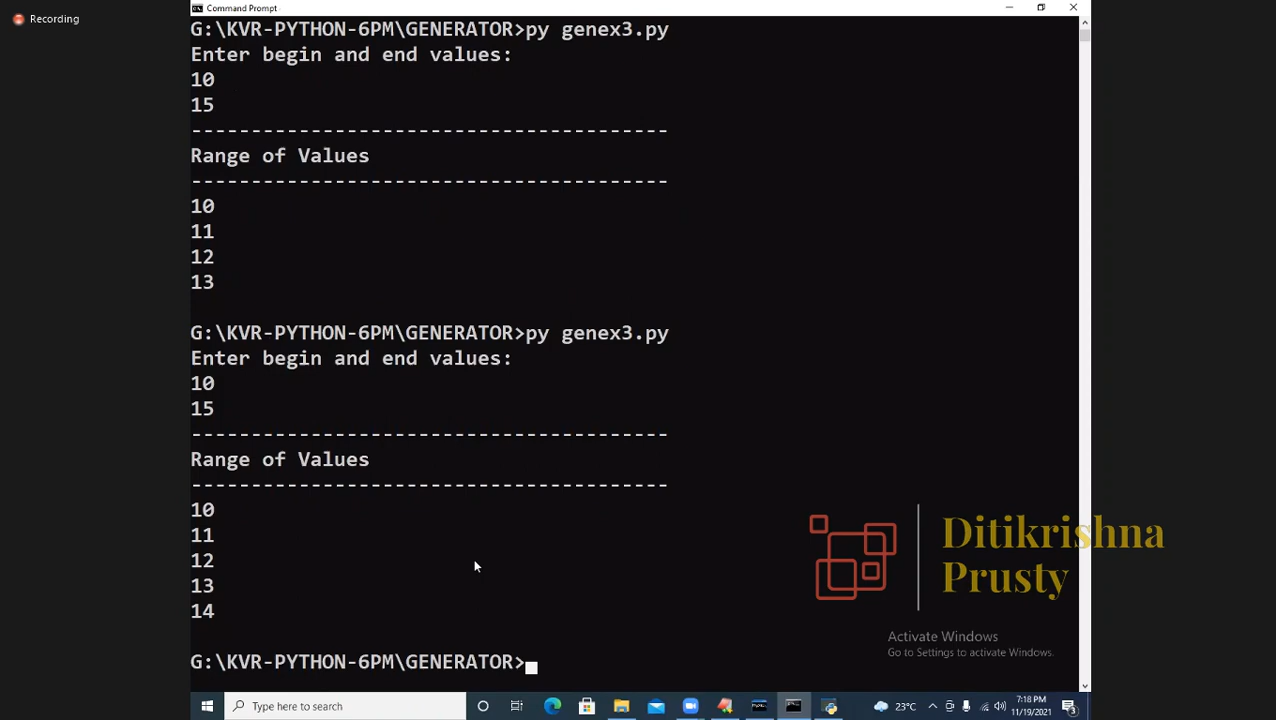 Recording
Command Prompt
G:\KVR-PYTHON-6PM\GENERATOR>py genex3.py
Enter begin and end values:
10
15
----------------------------------------
Range of Values
----------------------------------------
10
11
12
13
G:\KVR-PYTHON-6PM\GENERATOR>py genex3.py
Enter begin and end values:
10
15
----------------------------------------
Range of Values
----------------------------------------
10
11
12
13
14
G:\KVR-PYTHON-6PM\GENERATOR>
Ditikrishna
Prusty
Activate Windows
Go to Settings to activate Windows.
Type here to search
23°C
7:18 PM
11/19/2021
3